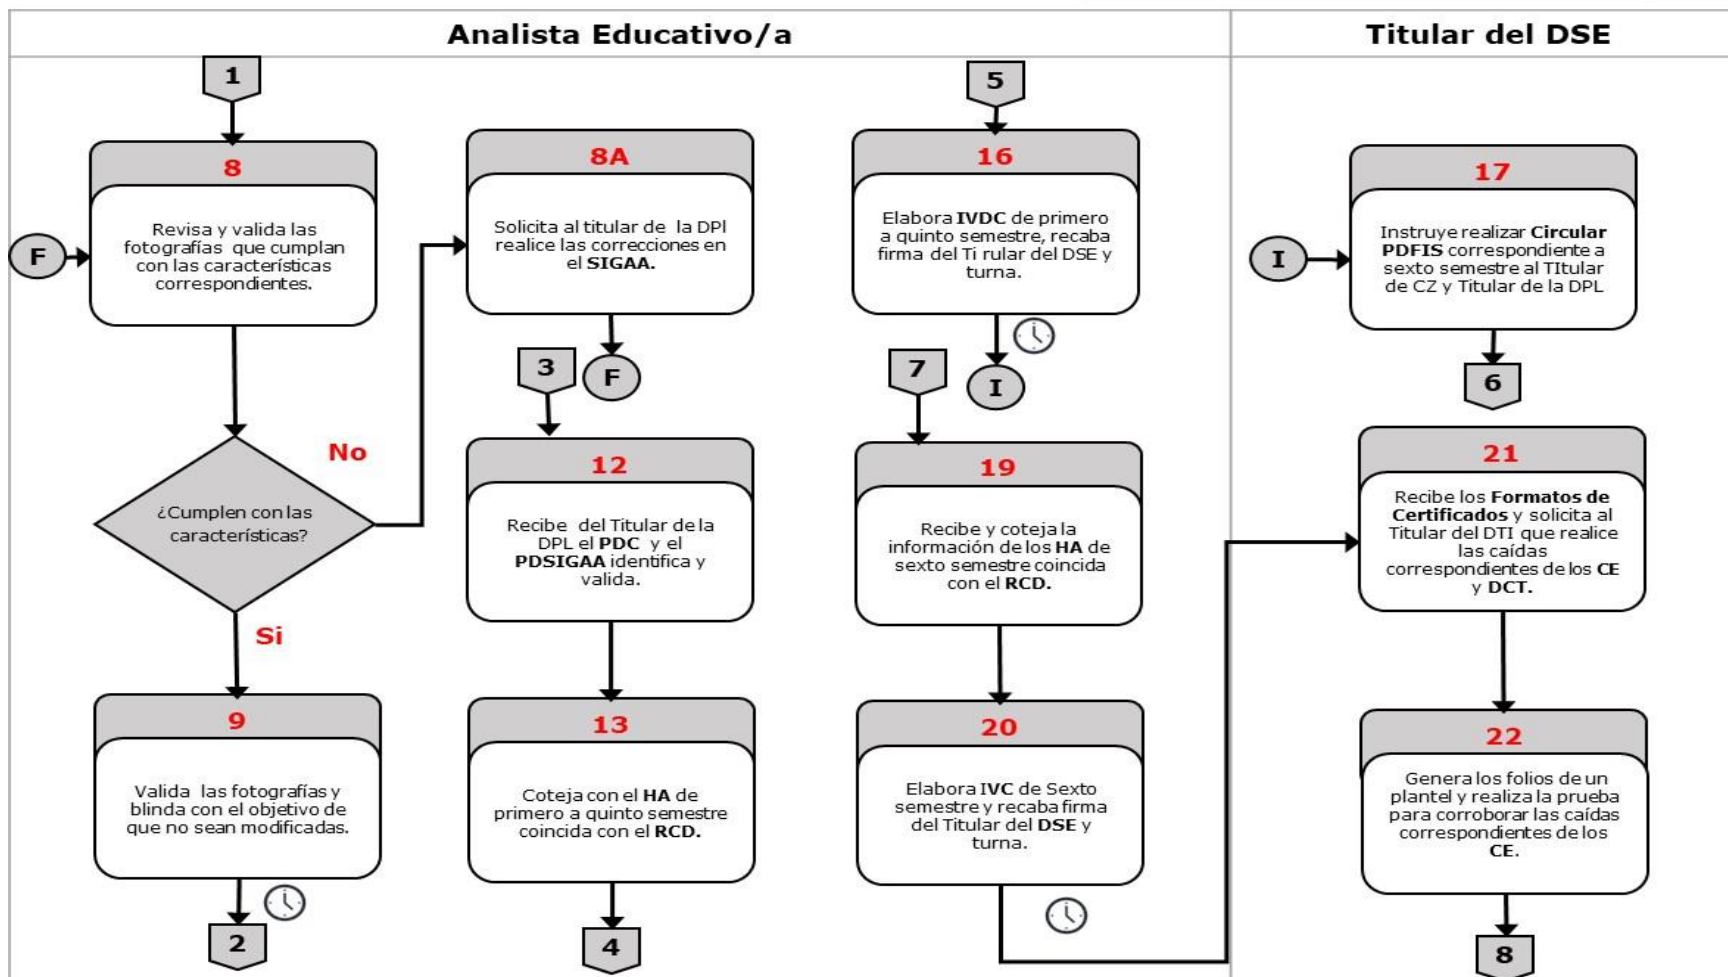 Analista Educativo/a
Titular del DSE
1
8
Revisa y valida las
fotografías que cumplan
con las características
correspondientes.
F
¿Cumplen con las
características?
No
Si
9
Valida las fotografías y
blinda con el objetivo de
que no sean modificadas.
2
8A
Solicita al titular de la DPl
realice las correcciones en
el SIGAA.
F
3
12
Recibe del Titular de la
DPL el PDC y el
PDSIGAA identifica y
valida.
13
Coteja con el HA de
primero a quinto semestre
coincida con el RCD.
4
5
16
Elabora IVDC de primero
a quinto semestre, recaba
firma del Ti rular del DSE y
turna.
I
7
19
Recibe y coteja la
información de los HA de
sexto semestre coincida
con el RCD.
20
Elabora IVC de Sexto
semestre y recaba firma
del Titular del DSE y
turna.
I
17
Instruye realizar Circular
PDFIS correspondiente a
sexto semestre al TItular
de CZ y Titular de la DPL
6
21
Recibe los Formatos de
Certificados y solicita al
Titular del DTI que realice
las caídas
correspondientes de los CE
y DCT.
22
Genera los folios de un
plantel y realiza la prueba
para corroborar las caídas
correspondientes de los
CE.
8